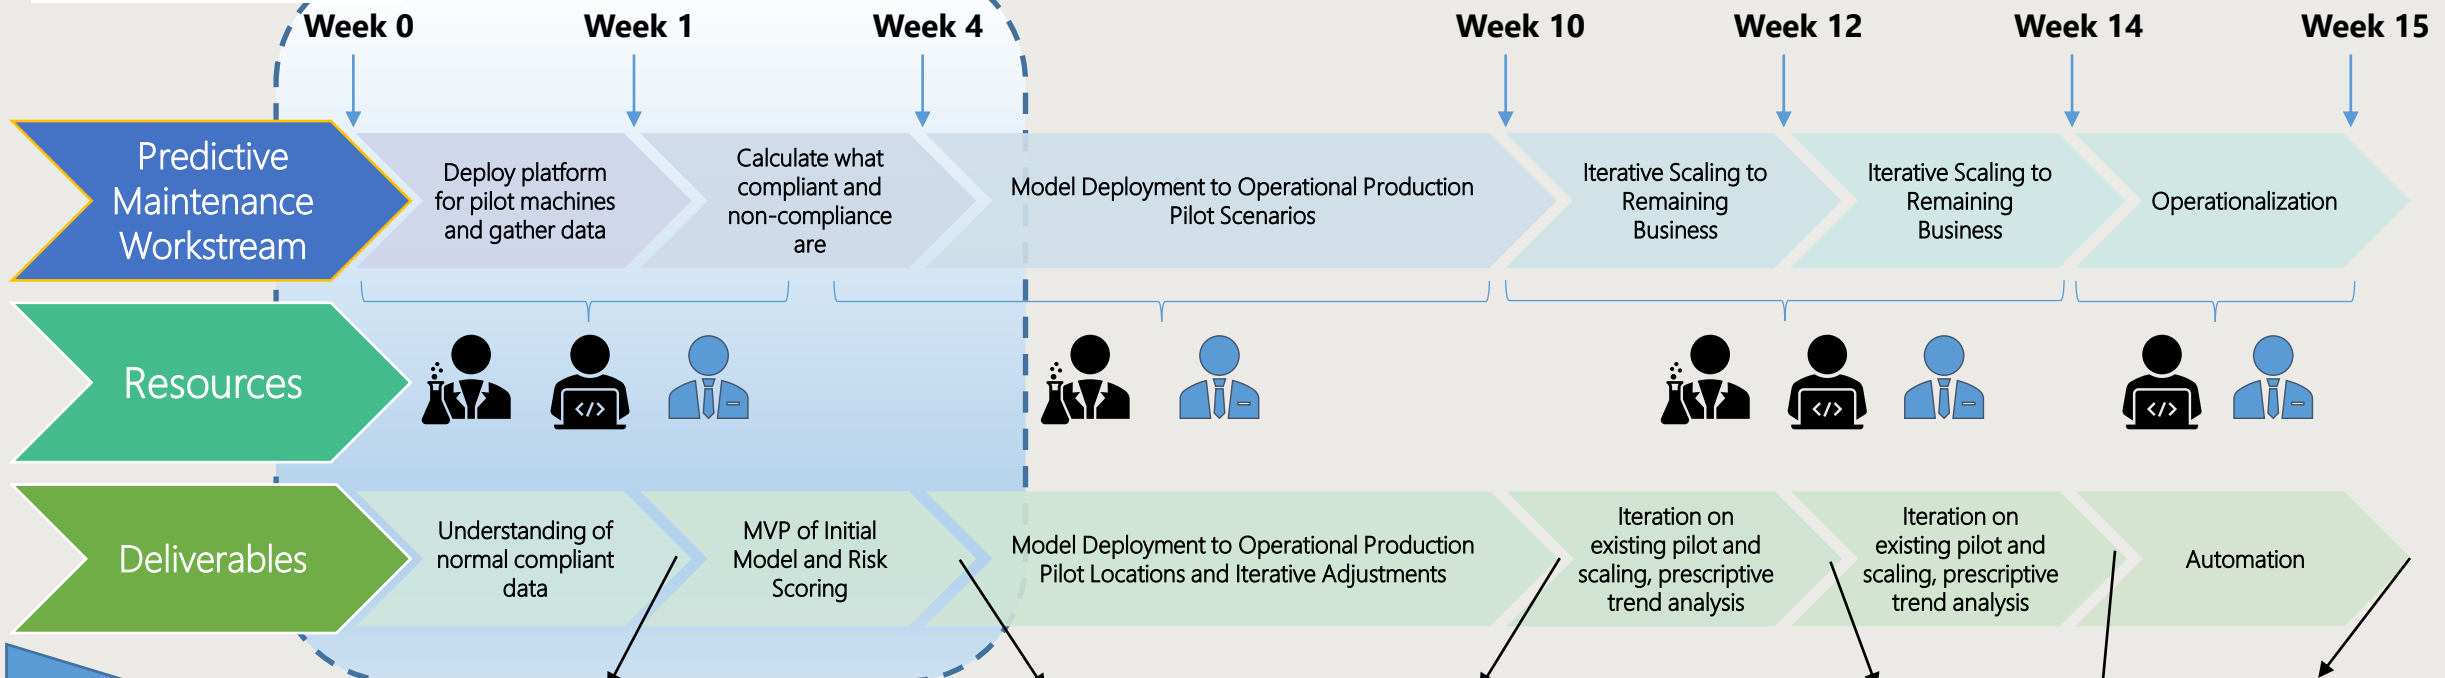 Week 0
Week 1
Week 4
Week 10
Week 12
Week 14
Week 15
Predictive
Maintenance
Workstream
Deploy platform
for pilot machines
and gather data
Calculate what
compliant and
non-compliance
are
Model Deployment to Operational Production
Pilot Scenarios
Iterative Scaling to
Remaining
Business
Iterative Scaling to
Remaining
Business
Operationalization
Resources
</>
</>
</>
Deliverables
Understanding of
normal compliant
data
MVP of Initial
Model and Risk
Scoring
Model Deployment to Operational Production
Pilot Locations and Iterative Adjustments
Iteration on
existing pilot and
scaling, prescriptive
trend analysis
Iteration on
existing pilot and
scaling, prescriptive
trend analysis
Automation